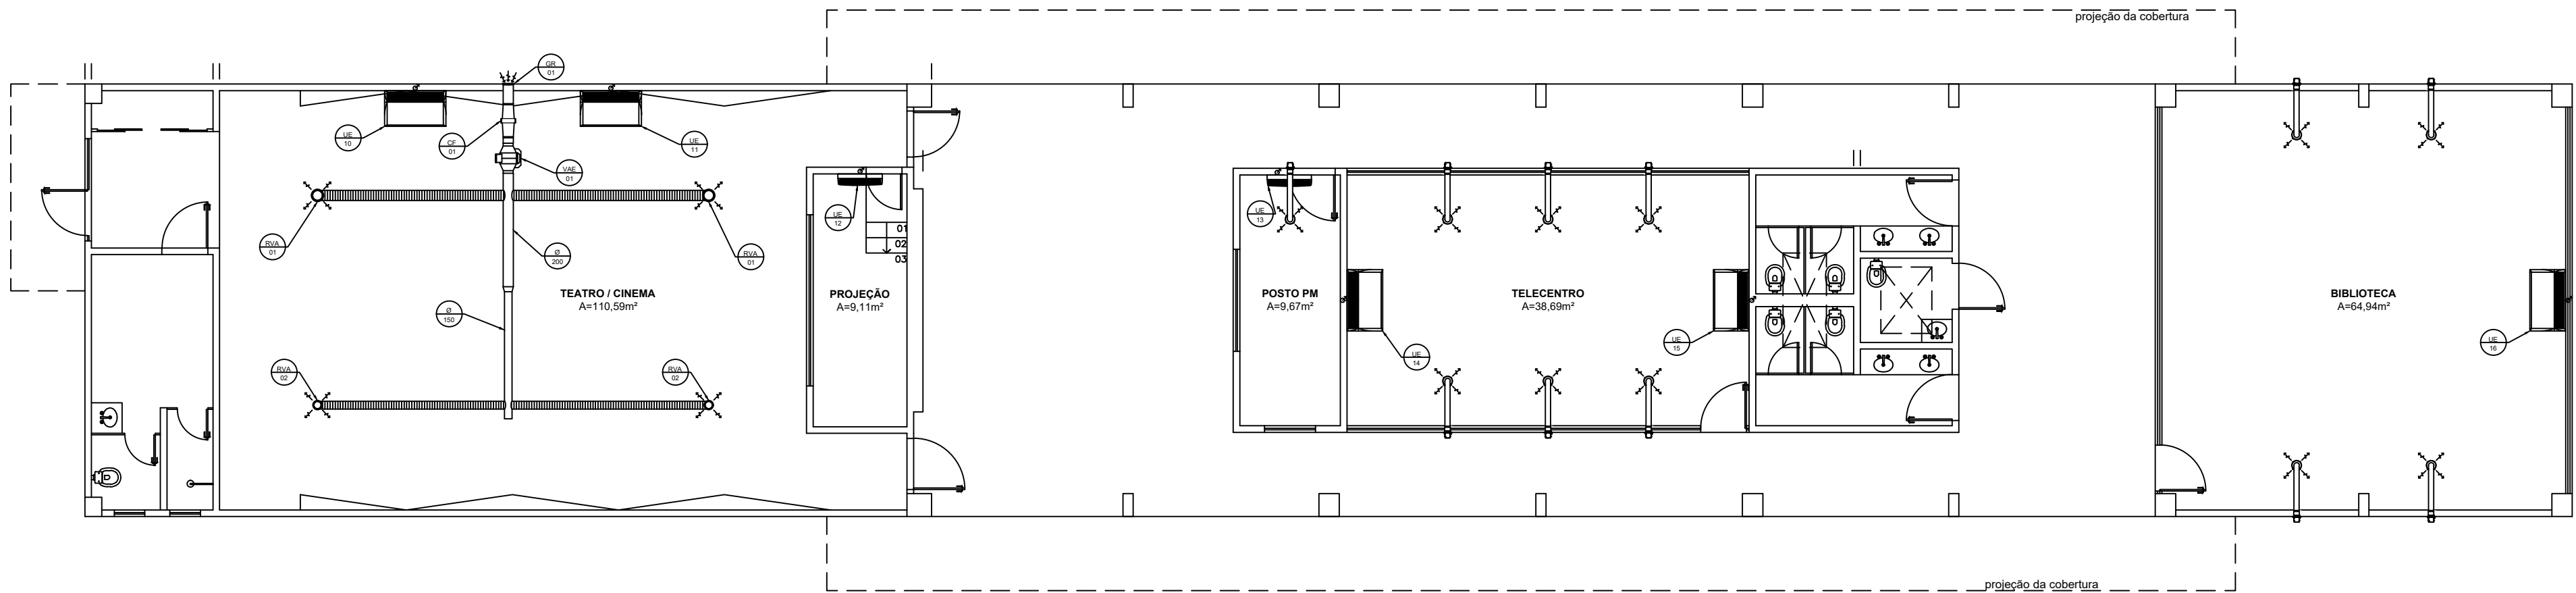 projeção da cobertura
GR
01
UE
10
CF
01
UE
11
VAE
01
UE
12
UE
13
RVA
01
Ø
200
RVA
01
01
02
03
TEATRO / CINEMA
A=110,59m²
PROJEÇÃO
A=9,11m²
POSTO PM
A=9,67m²
TELECENTRO
A=38,69m²
BIBLIOTECA
A=64,94m²
Ø
150
UE
14
UE
15
UE
16
RVA
02
RVA
02
projeção da cobertura